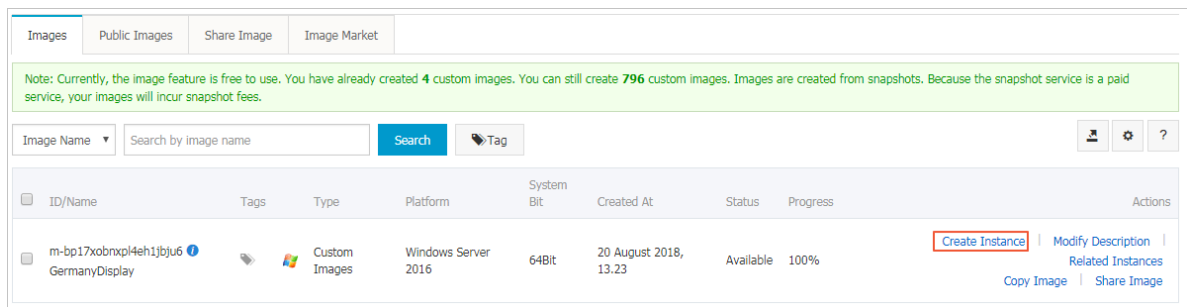 Images Public Images Share Image Image Market
Note: Currently, the image feature is free to use. You have already created 4 custom images. You can still create 796 custom images. Images are created from snapshots. Because the snapshot service is a paid
service, your images will incur snapshot fees.
Image Name Search by image name Search Tag ?
ID/Name Tags Type Platform System Bit Created At Status Progress Actions
m-bp17xobnxpl4eh1jbju6 Custom Images Windows Server 2016 64Bit 20 August 2018, 13.23 Available 100% Create Instance Modify Description
GermanyDisplay Related Instances
Copy Image Share Image